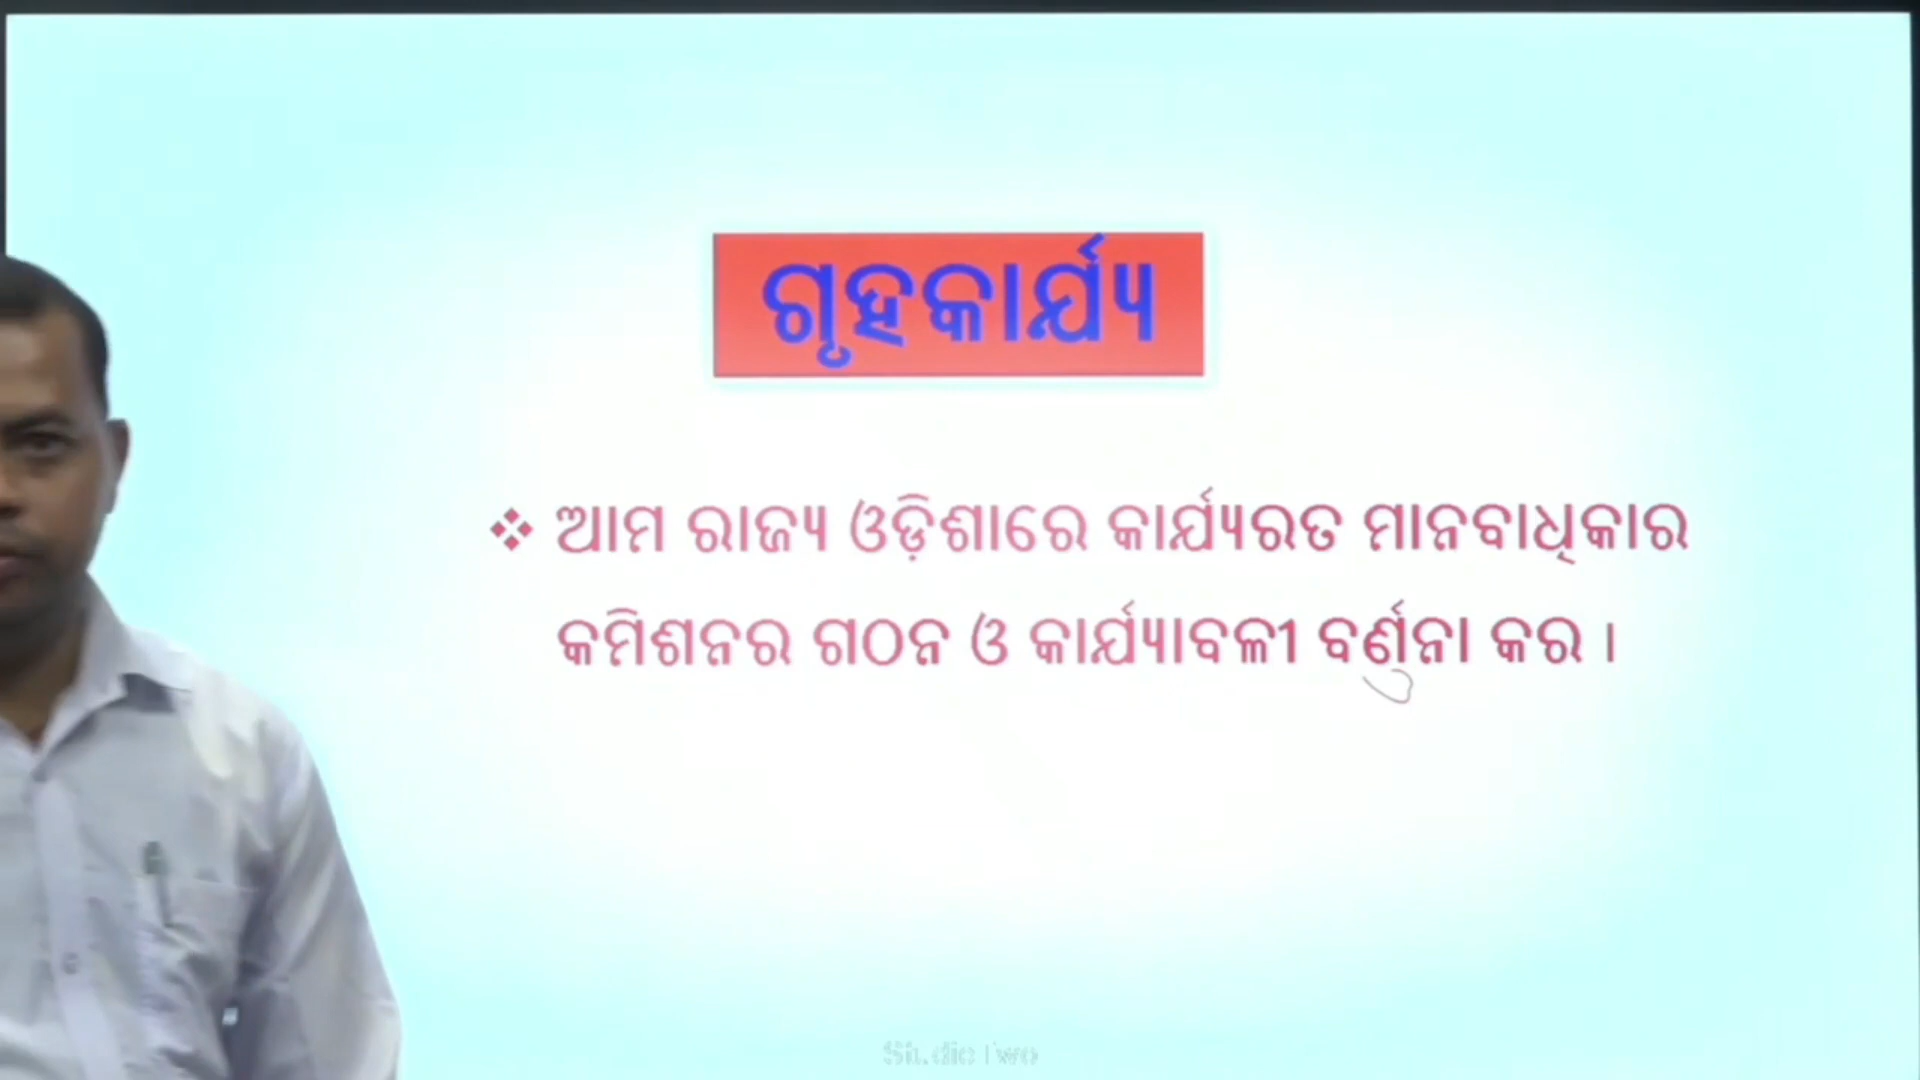 ଗୃହକାର୍ଯ୍ୟ
❖ ଆମ ରାଜ୍ୟ ଓଡ଼ିଶାରେ କାର୍ଯ୍ୟରତ ମାନବାଧିକାର
କମିଶନର ଗଠନ ଓ କାର୍ଯ୍ୟାବଳୀ ବର୍ଣ୍ଣନା କର ।